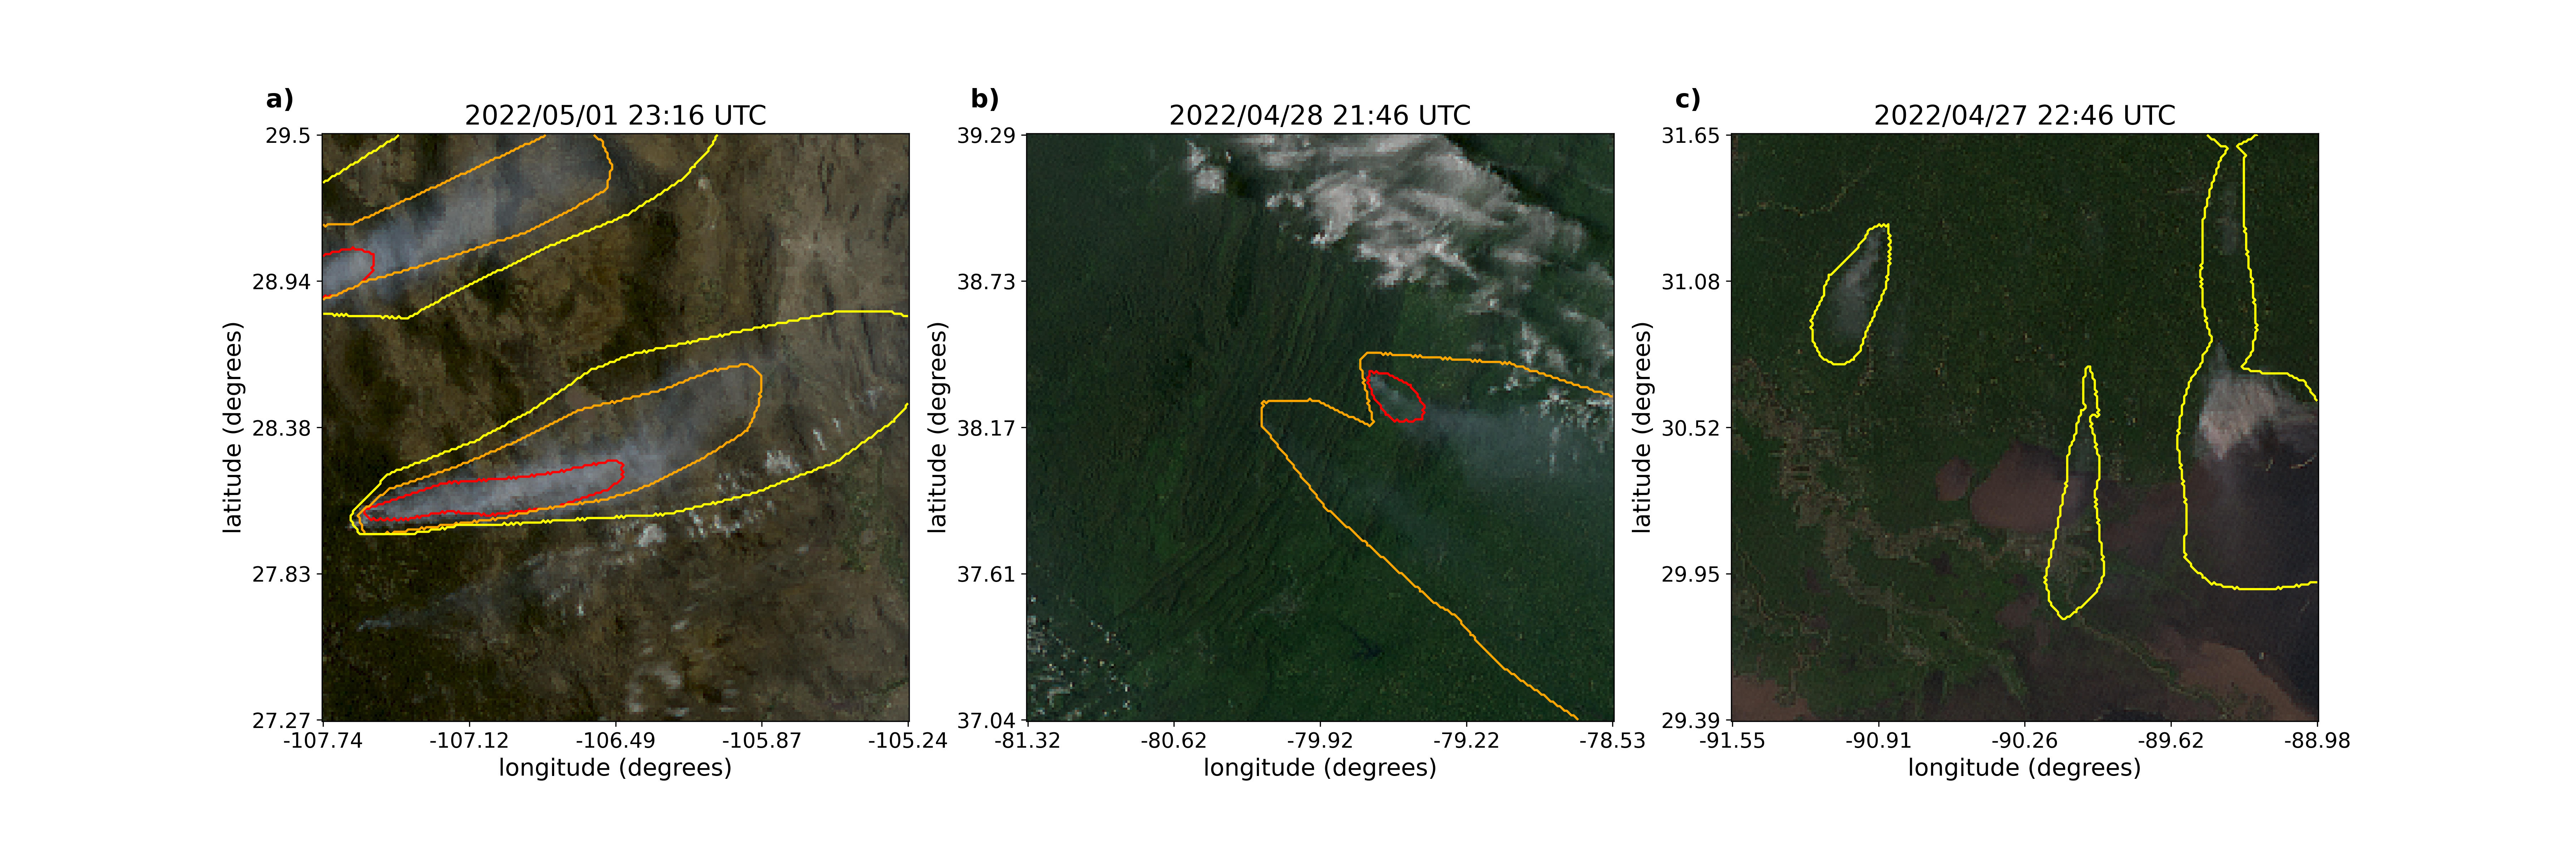 a)
2022/05/01 23:16 UTC
29.5
28.94
28.38
27.83
27.27
latitude (degrees)
-107.74 -107.12 -106.49 -105.87 -105.24
longitude (degrees)
b)
2022/04/28 21:46 UTC
39.29
38.73
38.17
37.61
37.04
latitude (degrees)
-81.32 -80.62 -79.92 -79.22 -78.53
longitude (degrees)
c)
2022/04/27 22:46 UTC
31.65
31.08
30.52
29.95
29.39
latitude (degrees)
-91.55 -90.91 -90.26 -89.62 -88.98
longitude (degrees)